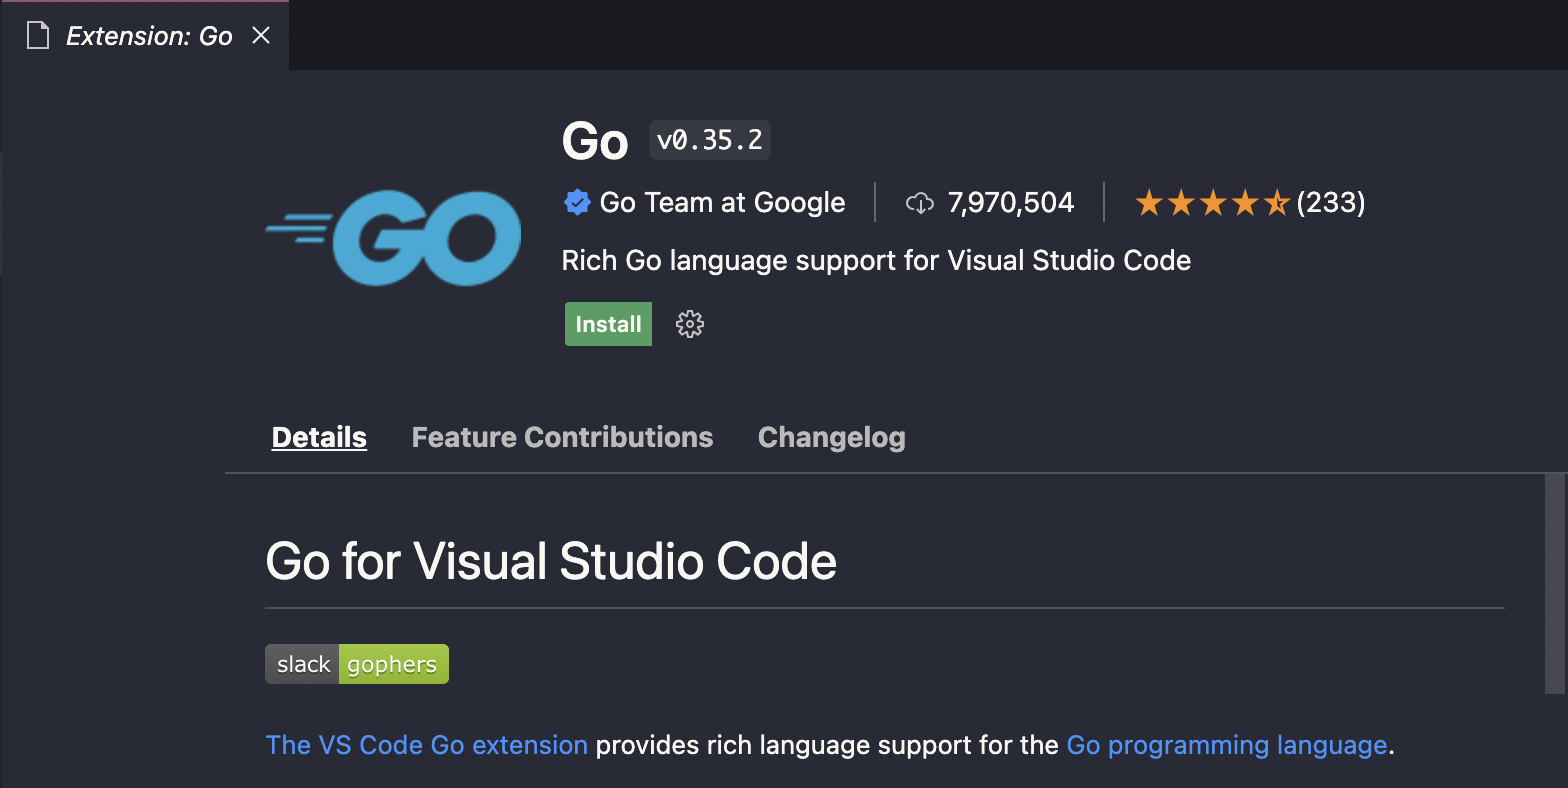 Extension: Go
Go v0.35.2
GO
Go Team at Google 7,970,504 (233)
Rich Go language support for Visual Studio Code
Install
Details Feature Contributions Changelog
Go for Visual Studio Code
slack gophers
The VS Code Go extension provides rich language support for the Go programming language.